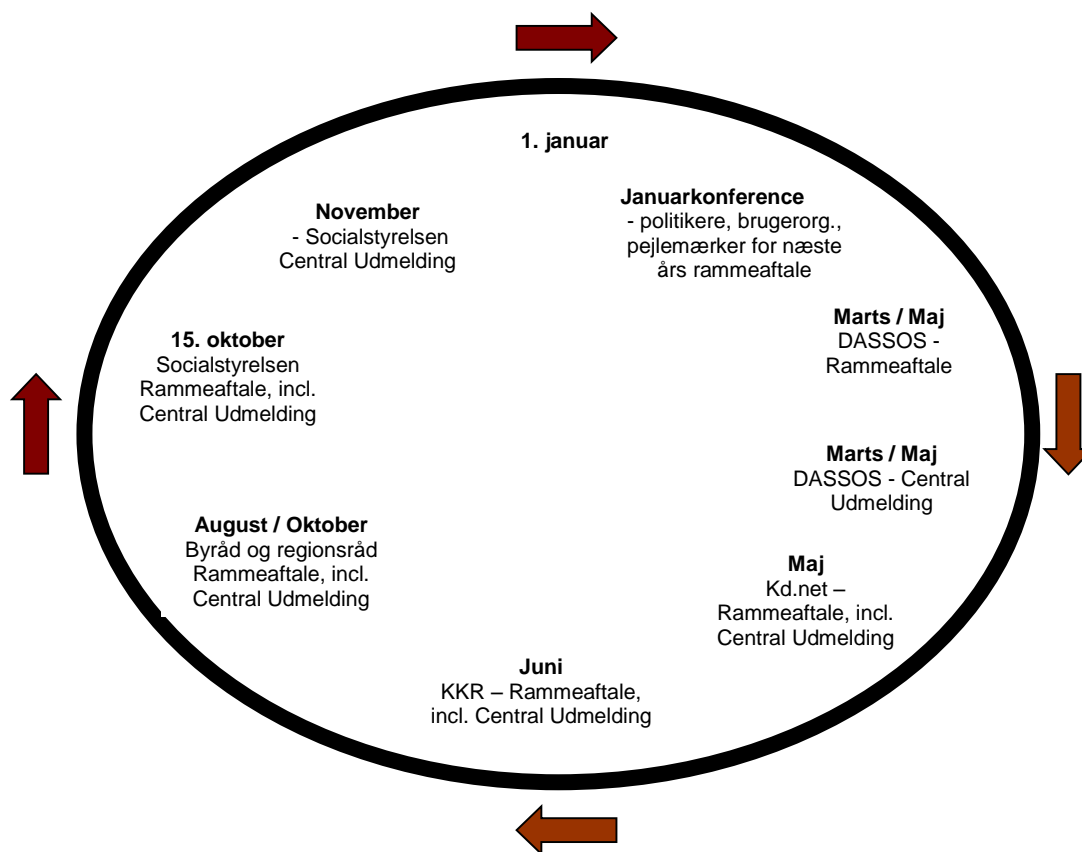 1. januar
Januarkonference
- politikere, brugerorg.,
pejlemærker for næste
års rammeaftale
Marts / Maj
DASSOS -
Rammeaftale
Marts / Maj
DASSOS - Central
Udmelding
Maj
Kd.net –
Rammeaftale, incl.
Central Udmelding
Juni
KKR – Rammeaftale,
incl. Central Udmelding
August / Oktober
Byråd og regionsråd
Rammeaftale, incl.
Central Udmelding
15. oktober
Socialstyrelsen
Rammeaftale, incl.
Central Udmelding
November
- Socialstyrelsen
Central Udmelding